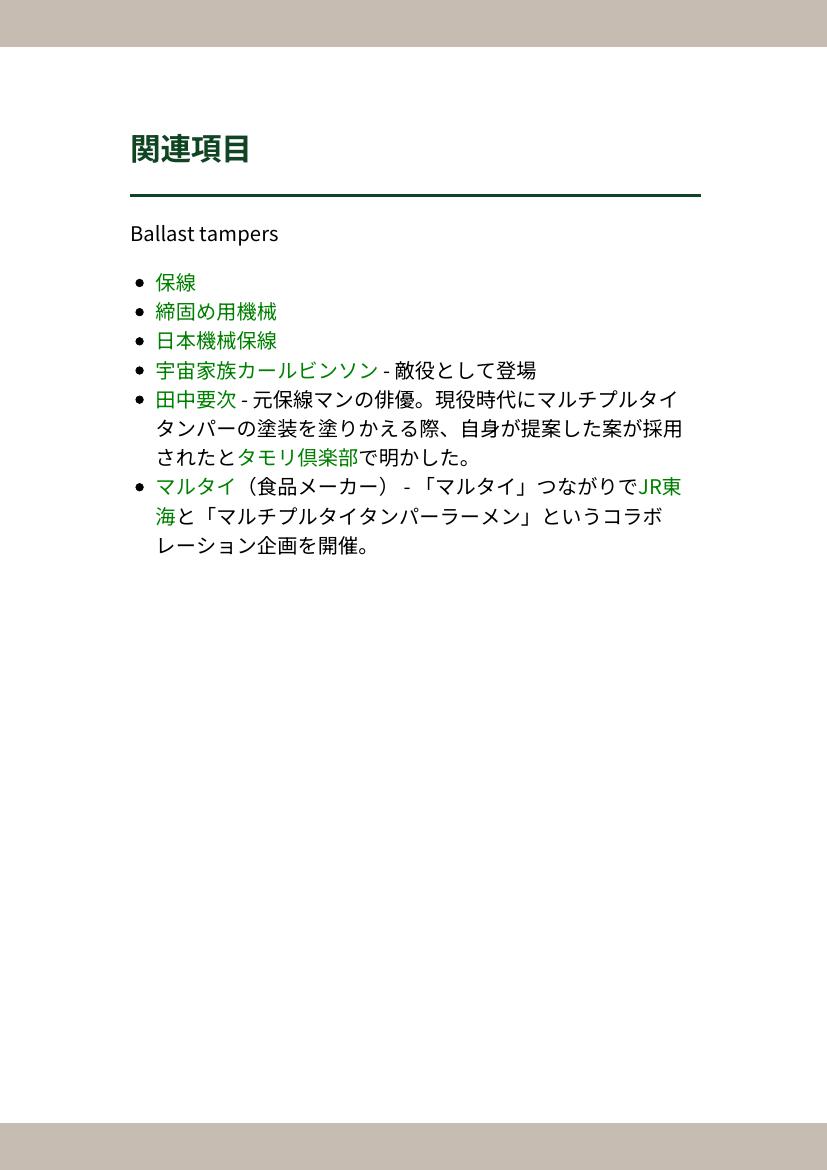 関連項目
Ballast tampers
保線
締固め用機械
日本機械保線
宇宙家族カールビンソン - 敵役として登場
田中要次 - 元保線マンの俳優。現役時代にマルチプルタイ
タンパーの塗装を塗りかえる際、自身が提案した案が採用
されたとタモリ倶楽部で明かした。
マルタイ（食品メーカー） - 「マルタイ」つながりでJR東
海と「マルチプルタイタンパーラーメン」というコラボ
レーション企画を開催。